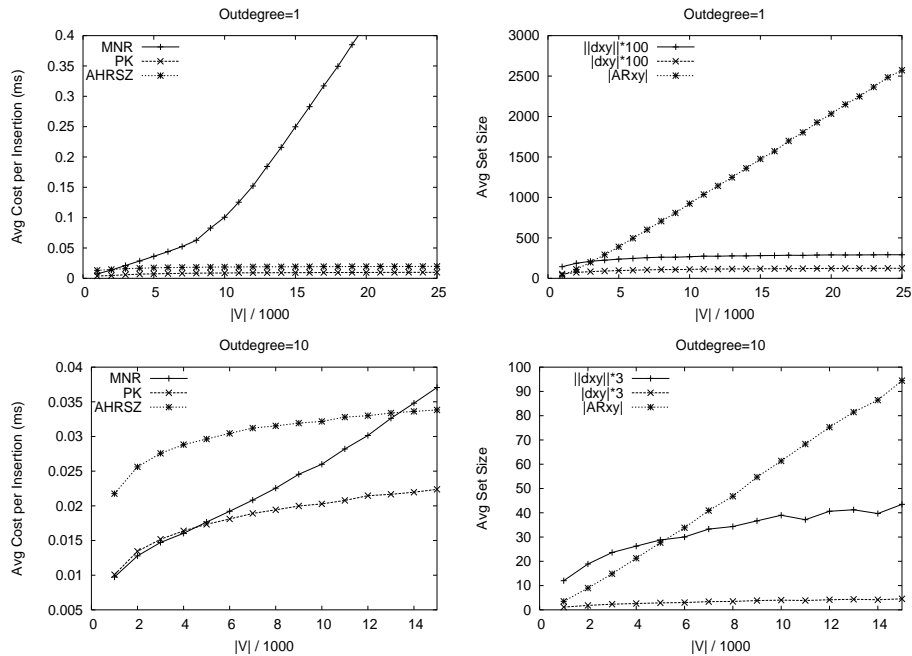 Outdegree=1
MNR
PK
AHRSZ
0.4
0.35
0.3
0.25
0.2
0.15
0.1
0.05
0
Avg Cost per Insertion (ms)
0 5 10 15 20 25
|V| / 1000
Outdegree=1
||dxy||*100
|dxy|*100
|ARxy|
3000
2500
2000
1500
1000
500
0
Avg Set Size
0 5 10 15 20 25
|V| / 1000
Outdegree=10
MNR
PK
AHRSZ
0.04
0.035
0.03
0.025
0.02
0.015
0.01
0.005
Avg Cost per Insertion (ms)
0 2 4 6 8 10 12 14
|V| / 1000
Outdegree=10
||dxy||*3
|dxy|*3
|ARxy|
100
90
80
70
60
50
40
30
20
10
0
Avg Set Size
0 2 4 6 8 10 12 14
|V| / 1000